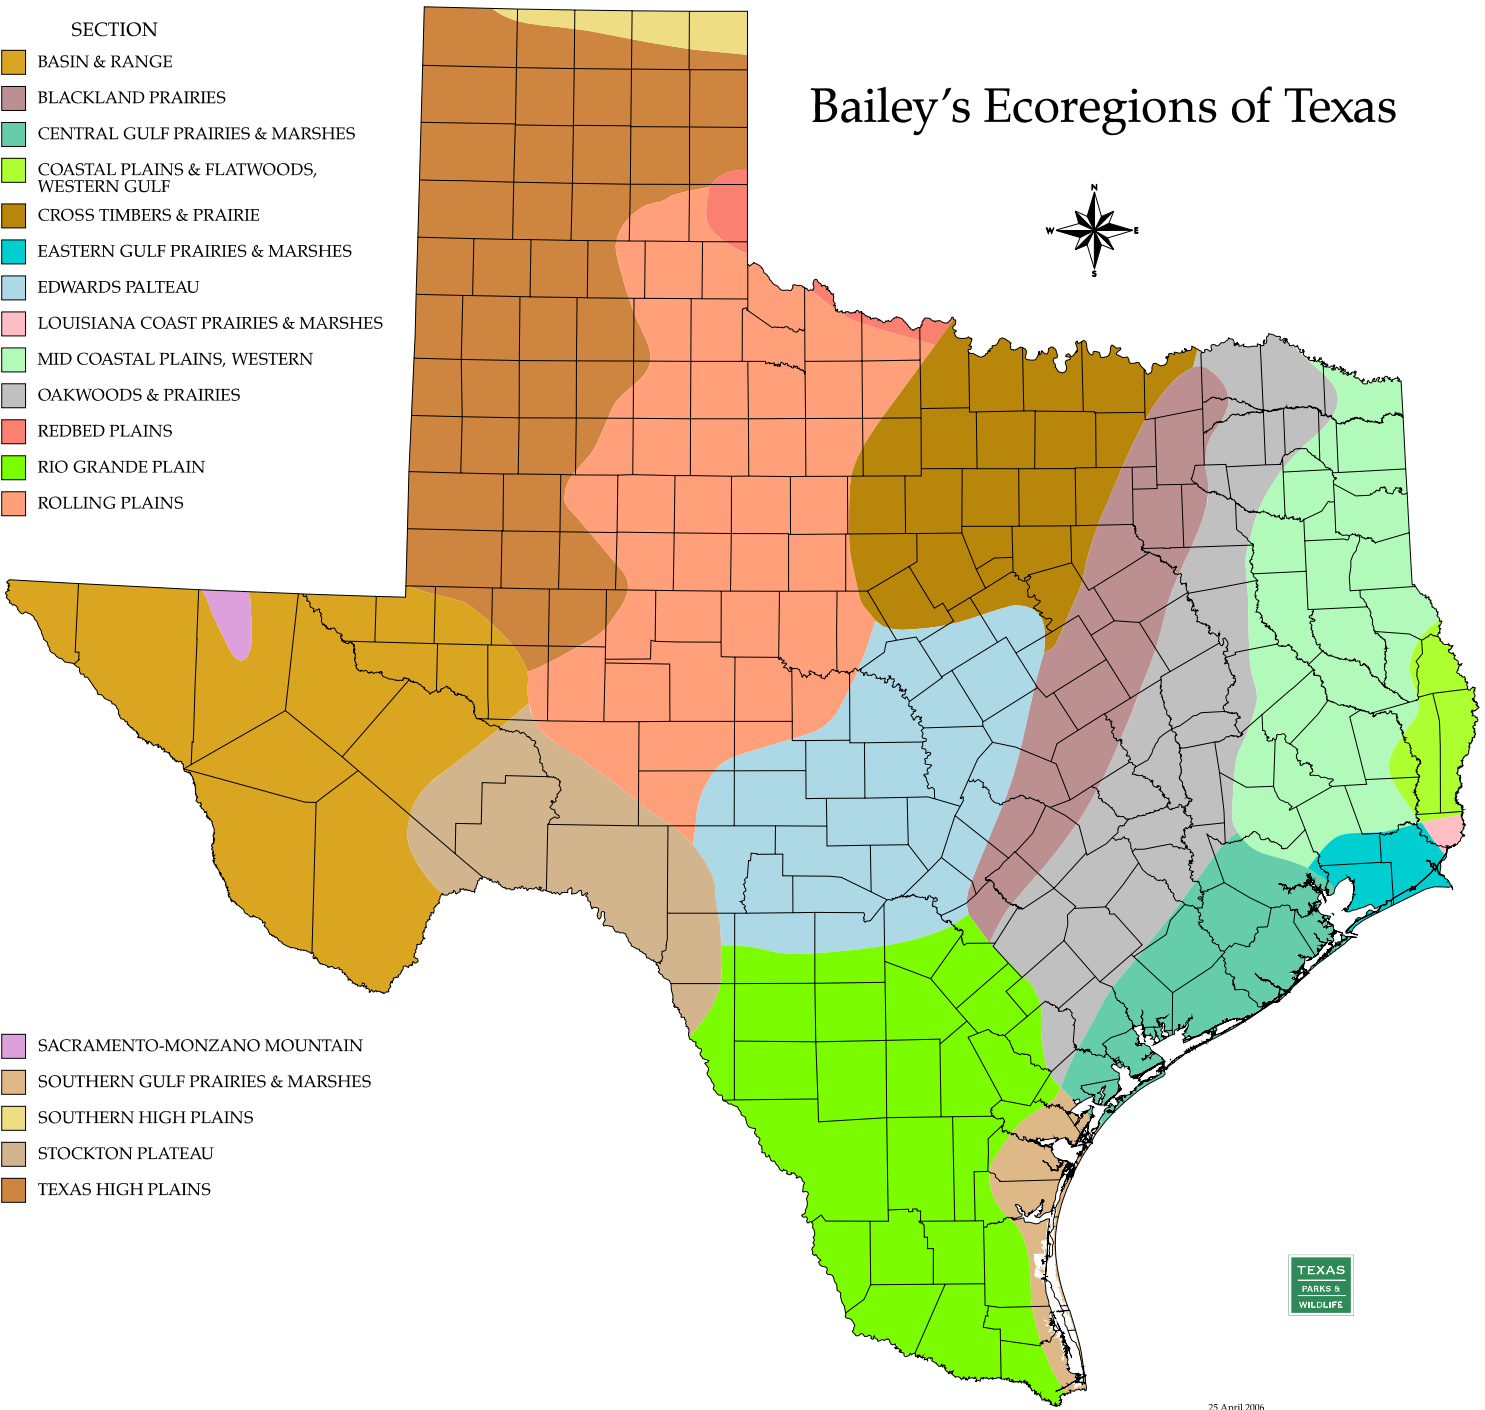 SECTION
BASIN & RANGE
BLACKLAND PRAIRIES
CENTRAL GULF PRAIRIES & MARSHES
COASTAL PLAINS & FLATWOODS,
WESTERN GULF
CROSS TIMBERS & PRAIRIE
EASTERN GULF PRAIRIES & MARSHES
EDWARDS PALTEAU
LOUISIANA COAST PRAIRIES & MARSHES
MID COASTAL PLAINS, WESTERN
OAKWOODS & PRAIRIES
REDBED PLAINS
RIO GRANDE PLAIN
ROLLING PLAINS
Bailey's Ecoregions of Texas
N
W E
S
SACRAMENTO-MONZANO MOUNTAIN
SOUTHERN GULF PRAIRIES & MARSHES
SOUTHERN HIGH PLAINS
STOCKTON PLATEAU
TEXAS HIGH PLAINS
TEXAS
PARKS &
WILDLIFE
25 April 2006